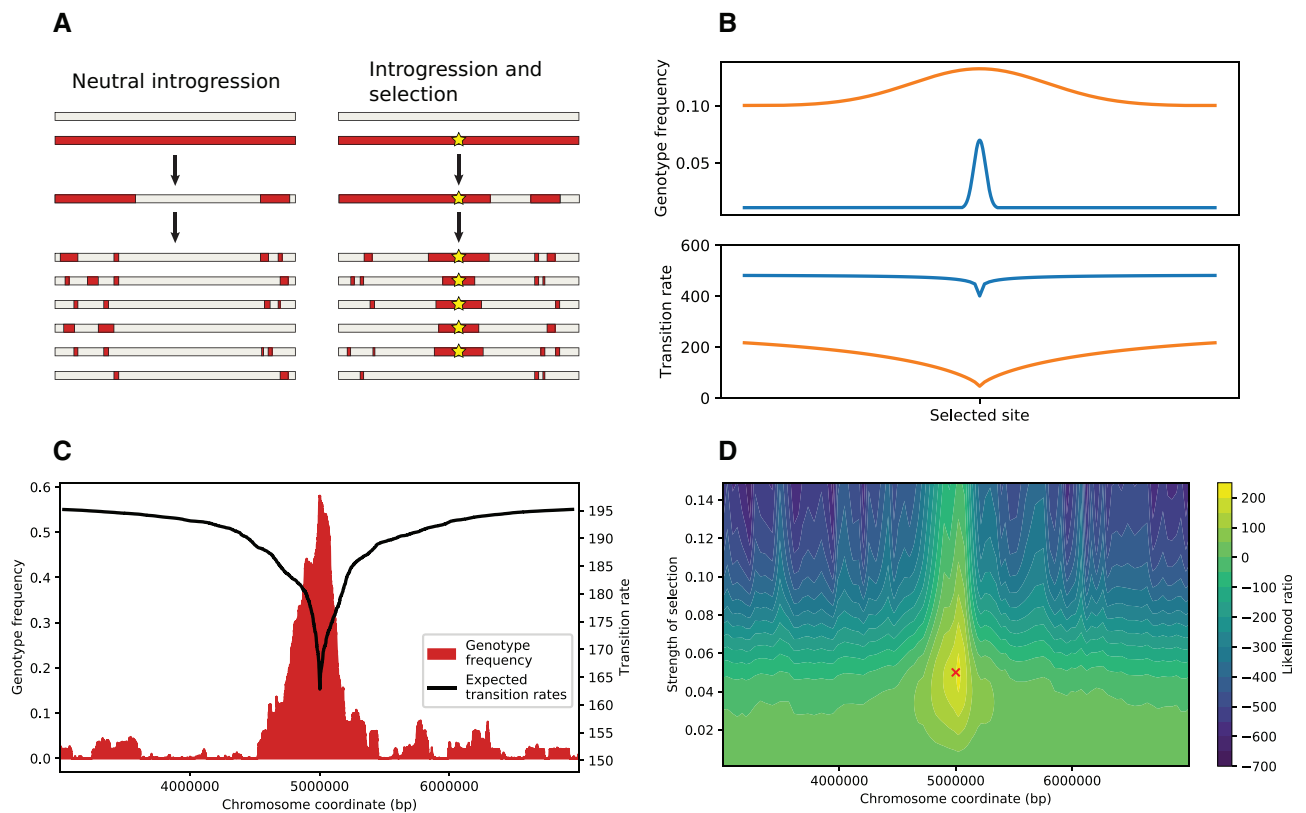 A
Neutral introgression
Introgression and
selection
B
Genotype frequency
0.10
0.05
Transition rate
600
400
200
0
Selected site
C
Genotype frequency
0.6
0.5
0.4
0.3
0.2
0.1
0.0
195
190
185
180
175
170
165
160
155
150
Transition rate
Genotype
frequency
Expected
transition rates
4000000
5000000
6000000
Chromosome coordinate (bp)
D
Strength of selection
0.14
0.12
0.10
0.08
0.06
0.04
0.02
4000000
5000000
6000000
Chromosome coordinate (bp)
200
100
0
−100
−200
−300
−400
−500
−600
−700
Likelihood ratio